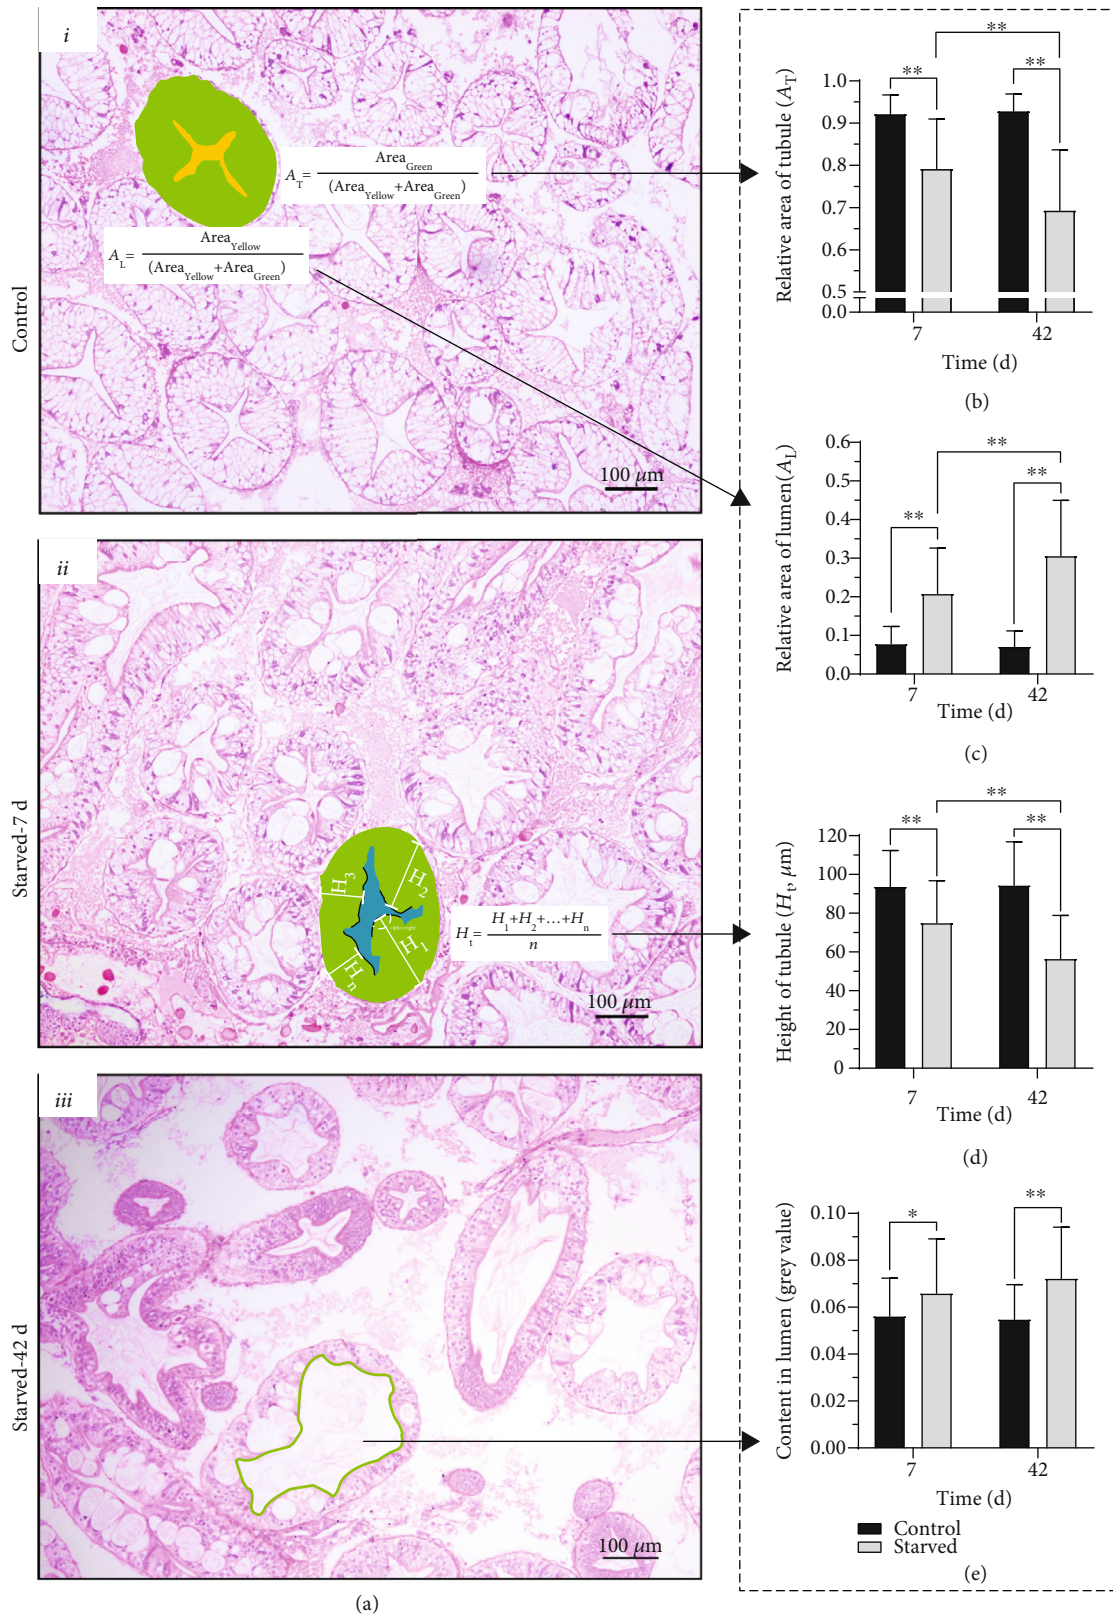 i
A_T = Area_Green / (Area_Yellow+Area_Green)
A_L = Area_Yellow / (Area_Yellow+Area_Green)
100 μm
Control
ii
H_3
H_2
H_1
H_n
H_t = H_1+H_2+...+H_n / n
100 μm
Starved-7 d
iii
100 μm
Starved-42 d
(a)
**
**
**
Relative area of tubule (A_T)
1.0
0.9
0.8
0.7
0.6
0.5
0.0
7
42
Time (d)
(b)
**
**
**
Relative area of lumen(A_L)
0.6
0.5
0.4
0.3
0.2
0.1
0.0
7
42
Time (d)
(c)
**
**
**
Height of tubule (H_t, μm)
120
100
80
60
40
20
0
7
42
Time (d)
(d)
*
**
Content in lumen (grey value)
0.10
0.08
0.06
0.04
0.02
0.00
7
42
Time (d)
Control
Starved
(e)